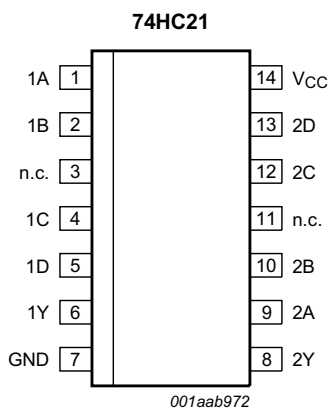 74HC21
1A 1 14 VCC
1B 2 13 2D
n.c. 3 12 2C
1C 4 11 n.c.
1D 5 10 2B
1Y 6 9 2A
GND 7 8 2Y
001aab972